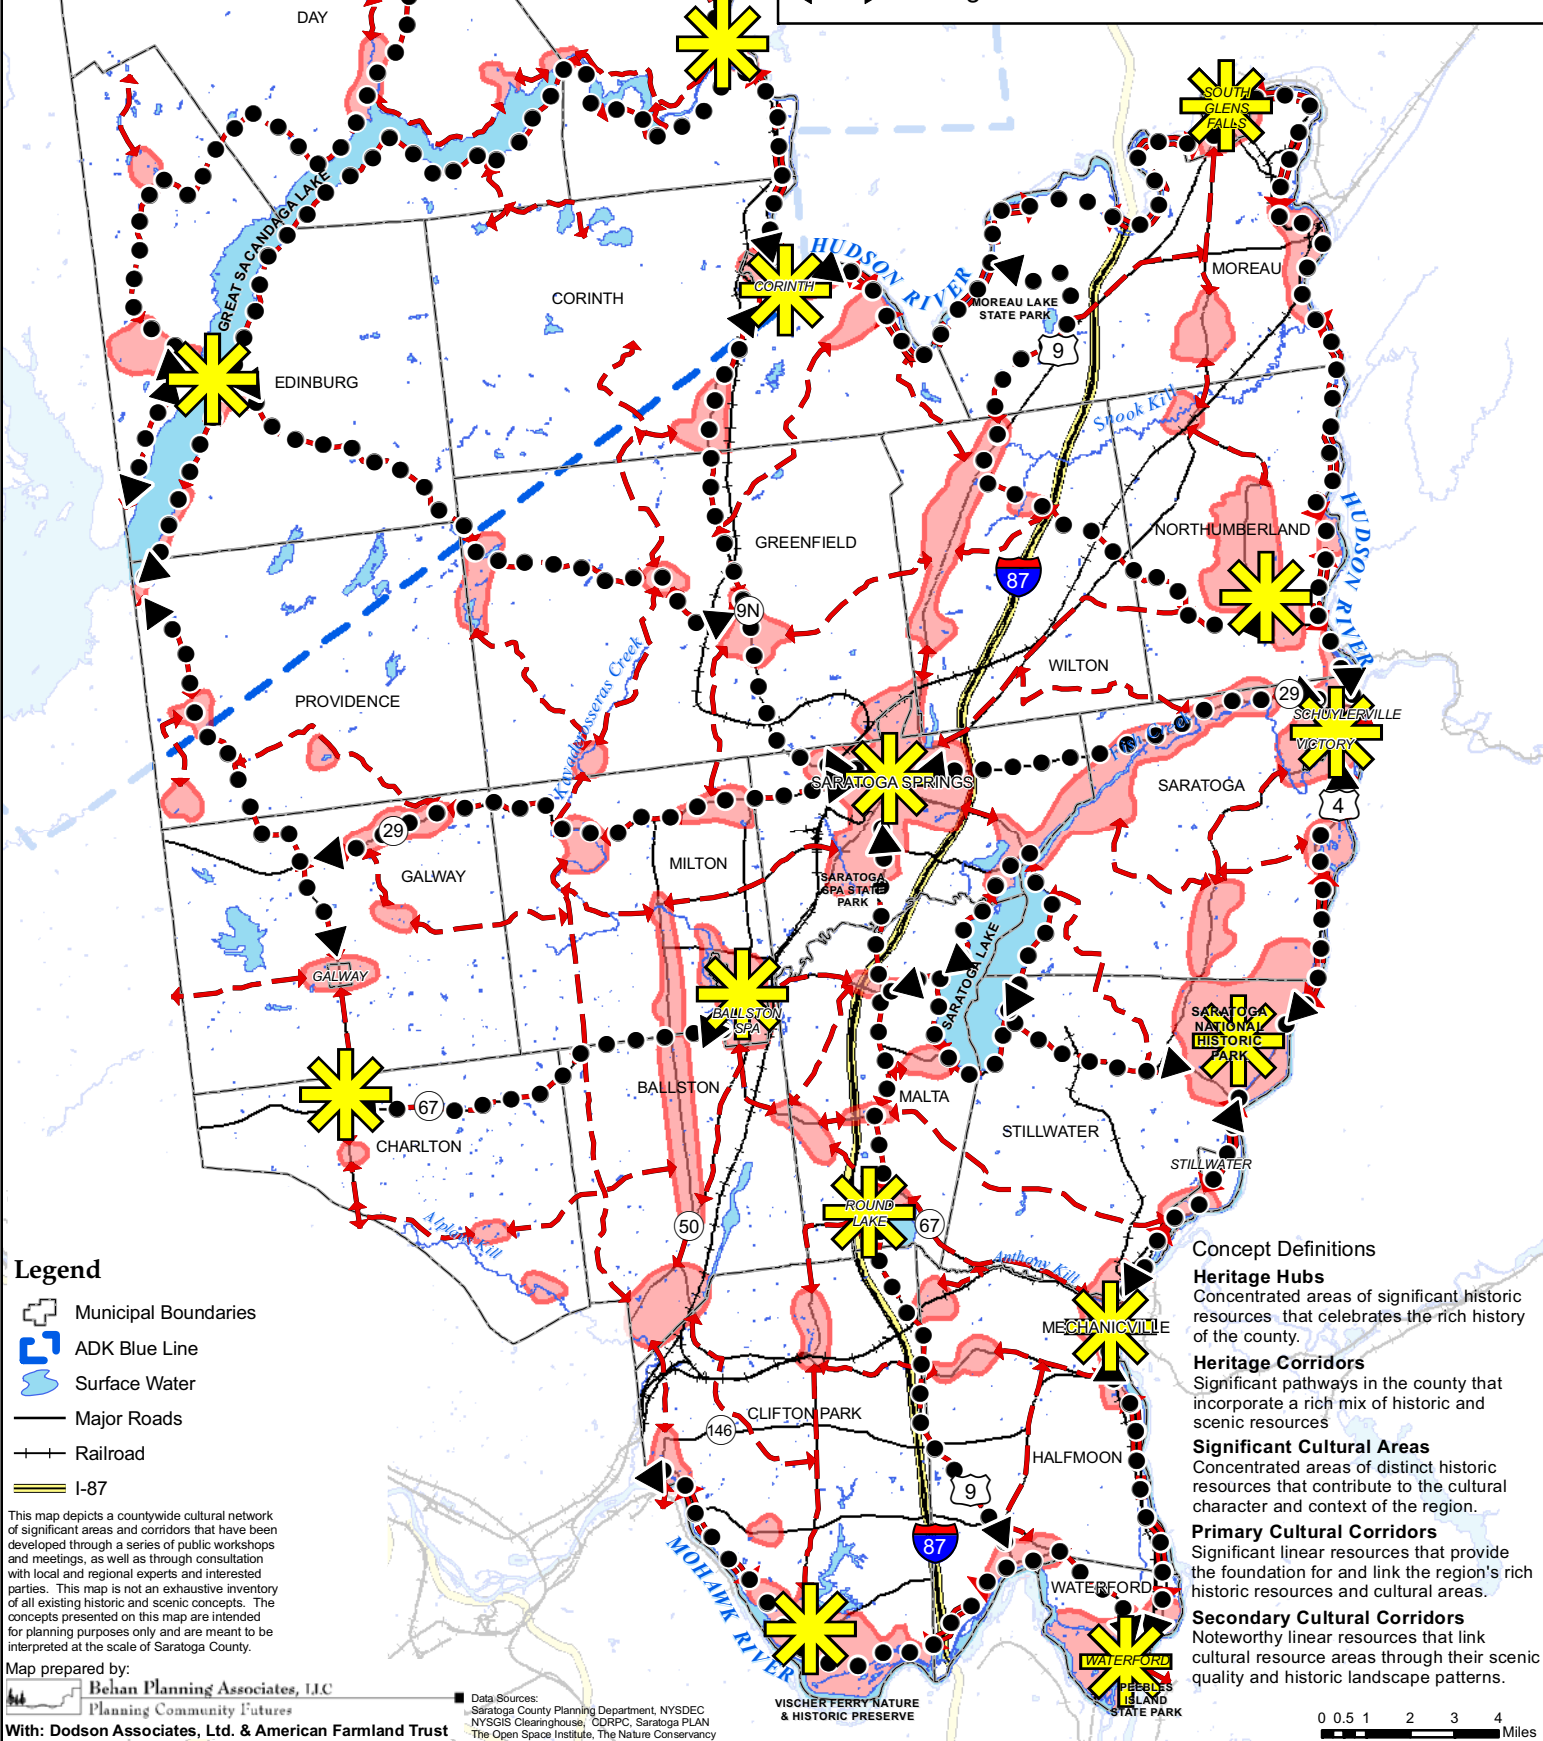 DAY
SOUTH
GLENS
FALLS
GREAT SACANDAGA LAKE
HUDSON RIVER
CORINTH
CORINTH
MOREAU
MOREAU LAKE
STATE PARK
9
EDINBURG
Snook Kill
NORTHUMBERLAND
HUDSON RIVER
GREENFIELD
87
9N
WILTON
Kayaderosseras Creek
PROVIDENCE
29
SCHUYLERVILLE
VICTORY
Fish Creek
SARATOGA SPRINGS
SARATOGA
4
29
MILTON
GALWAY
SARATOGA
SPA STATE
PARK
SARATOGA LAKE
GALWAY
BALLSTON
SPA
SARATOGA
NATIONAL
HISTORIC
PARK
BALLSTON
MALTA
67
CHARLTON
STILLWATER
STILLWATER
ROUND
LAKE
67
50
Alplaus Kill
Anthony Kill
MECHANICVILLE
CLIFTON PARK
146
HALFMOON
9
87
MOHAWK RIVER
WATERFORD
WATERFORD
PEEBLES
ISLAND
STATE PARK
VISCHER FERRY NATURE
& HISTORIC PRESERVE
Legend
Municipal Boundaries
ADK Blue Line
Surface Water
Major Roads
Railroad
I-87
This map depicts a countywide cultural network
of significant areas and corridors that have been
developed through a series of public workshops
and meetings, as well as through consultation
with local and regional experts and interested
parties. This map is not an exhaustive inventory
of all existing historic and scenic concepts. The
concepts presented on this map are intended
for planning purposes only and are meant to be
interpreted at the scale of Saratoga County.
Map prepared by:
Behan Planning Associates, LLC
Planning Community Futures
With: Dodson Associates, Ltd. & American Farmland Trust
Data Sources:
Saratoga County Planning Department, NYSDEC
NYSGIS Clearinghouse, CDRPC, Saratoga PLAN
The Open Space Institute, The Nature Conservancy
Concept Definitions
Heritage Hubs
Concentrated areas of significant historic
resources that celebrates the rich history
of the county.
Heritage Corridors
Significant pathways in the county that
incorporate a rich mix of historic and
scenic resources
Significant Cultural Areas
Concentrated areas of distinct historic
resources that contribute to the cultural
character and context of the region.
Primary Cultural Corridors
Significant linear resources that provide
the foundation for and link the region's rich
historic resources and cultural areas.
Secondary Cultural Corridors
Noteworthy linear resources that link
cultural resource areas through their scenic
quality and historic landscape patterns.
0 0.5 1 2 3 4
Miles